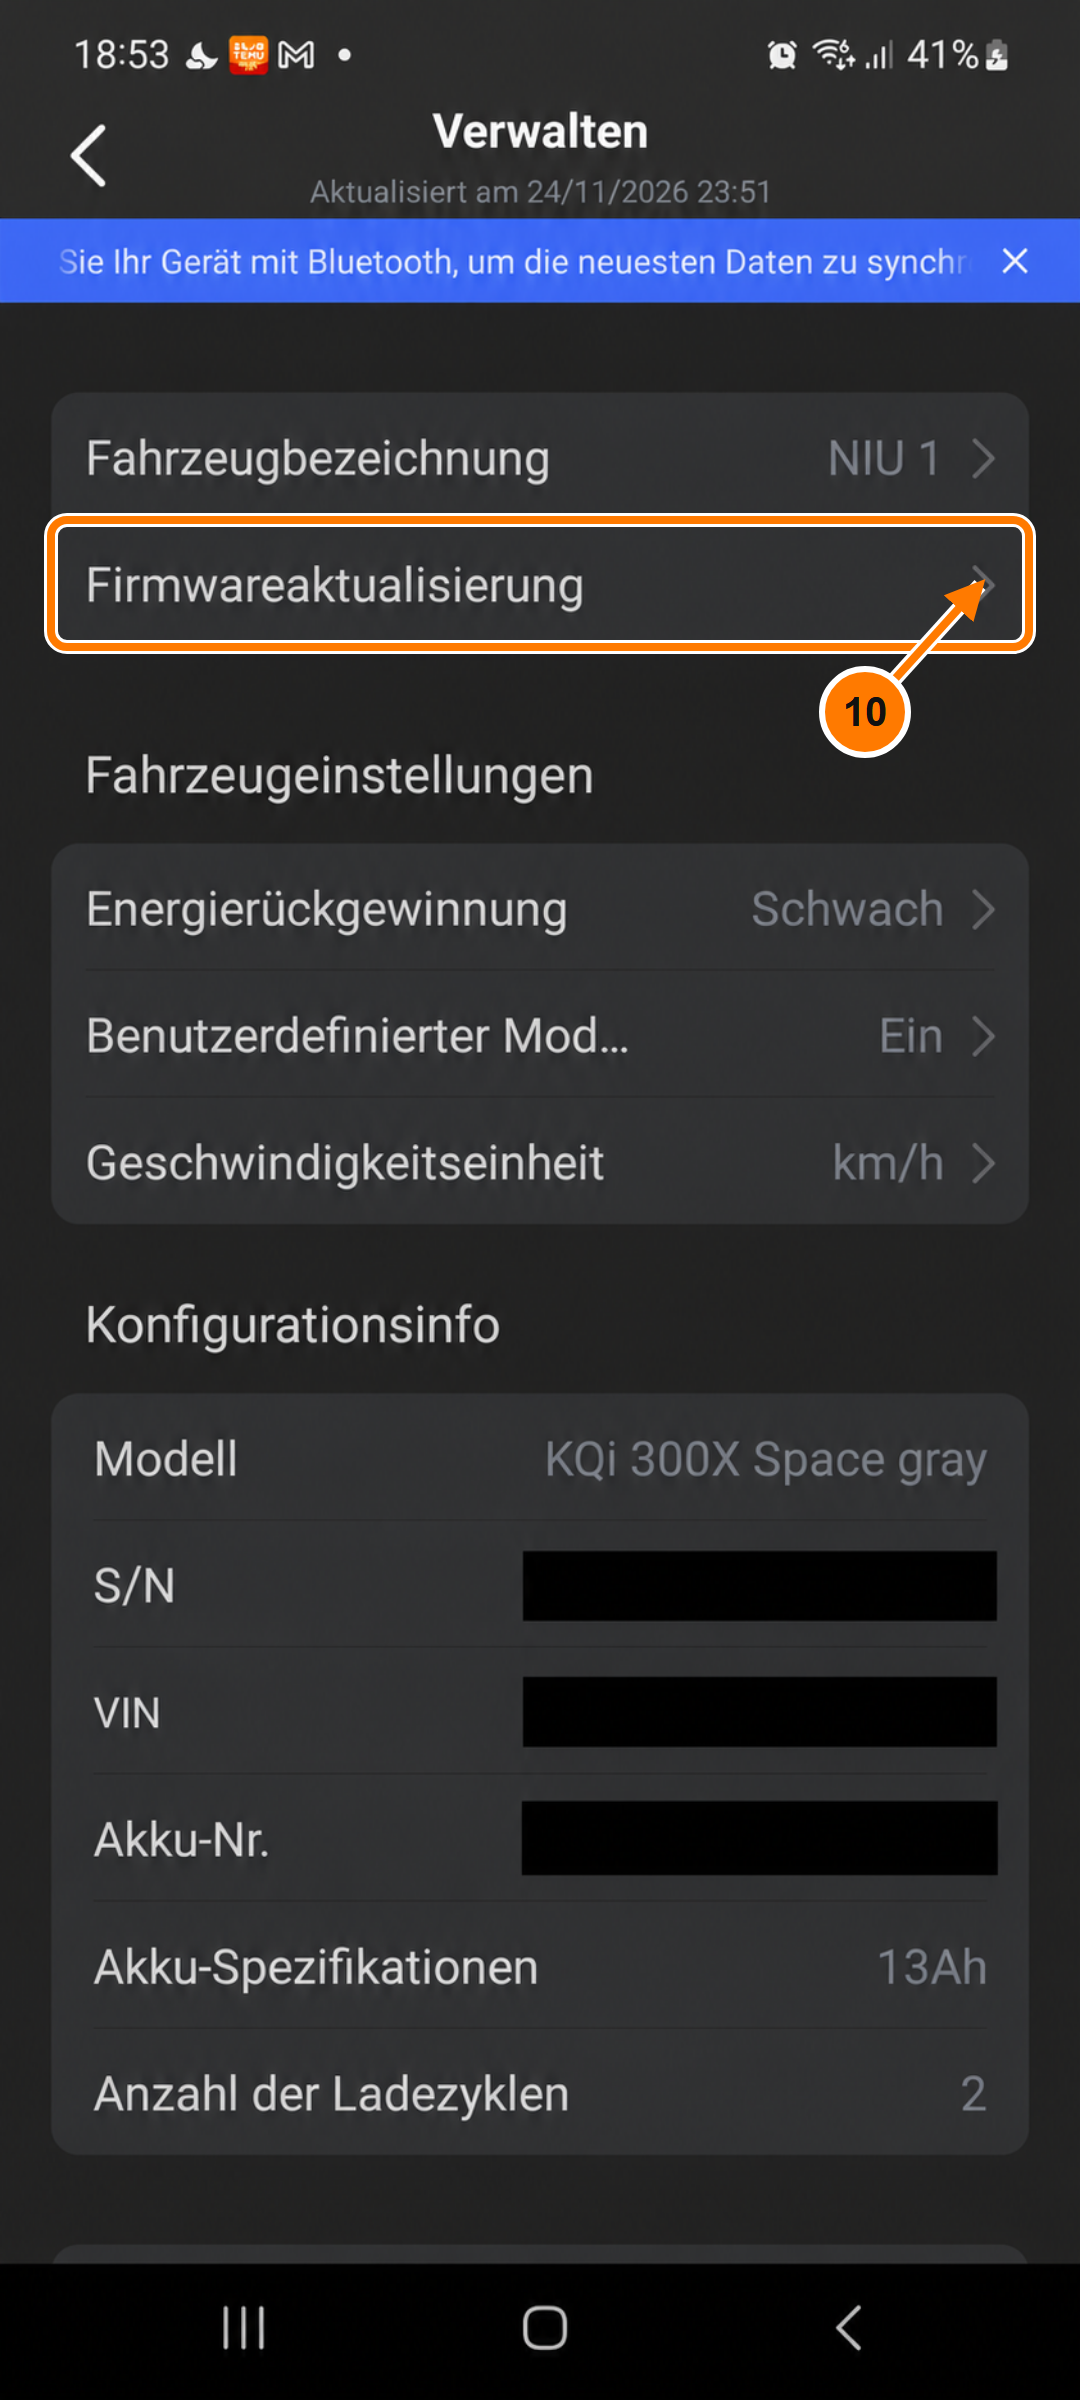 18:53
TEMU
41%
Verwalten
Aktualisiert am 24/11/2026 23:51
Sie Ihr Gerät mit Bluetooth, um die neuesten Daten zu synchr
Fahrzeugbezeichnung NIU 1
Firmwareaktualisierung
10
Fahrzeugeinstellungen
Energierückgewinnung Schwach
Benutzerdefinierter Mod... Ein
Geschwindigkeitseinheit km/h
Konfigurationsinfo
Modell KQi 300X Space gray
S/N
VIN
Akku-Nr.
Akku-Spezifikationen 13Ah
Anzahl der Ladezyklen 2